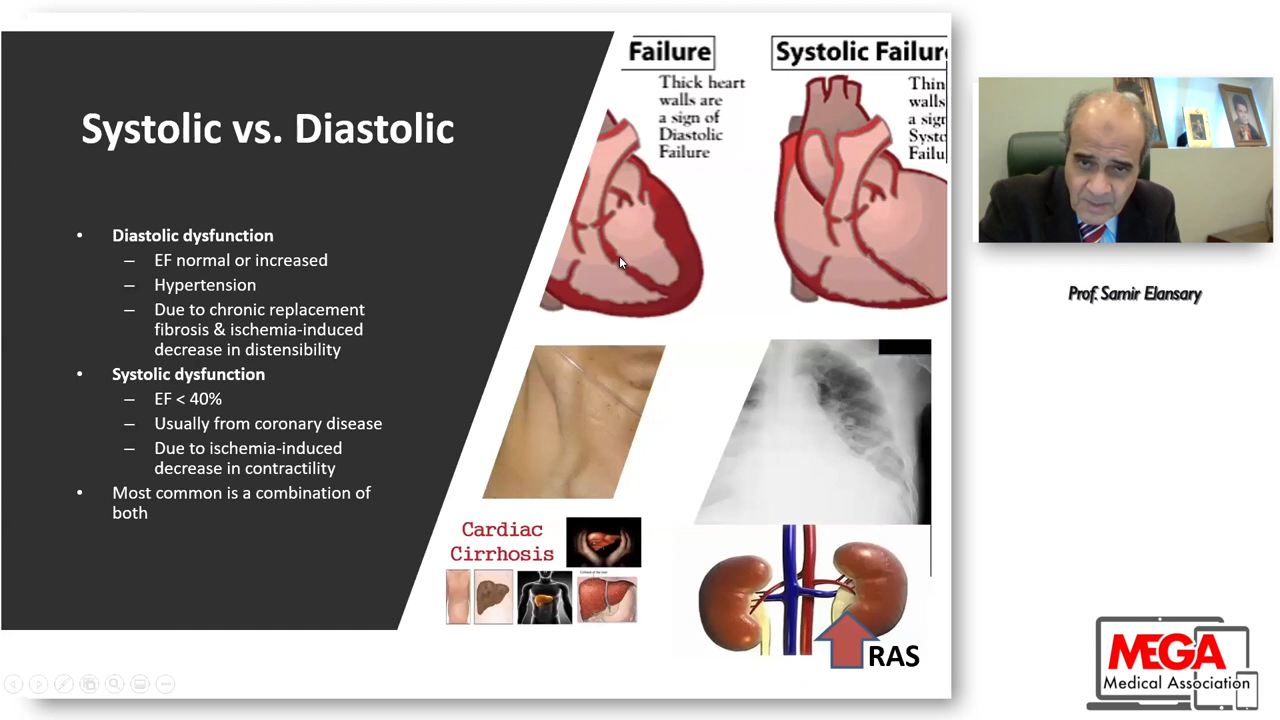 Systolic vs. Diastolic
• Diastolic dysfunction
– EF normal or increased
– Hypertension
– Due to chronic replacement
fibrosis & ischemia-induced
decrease in distensibility
• Systolic dysfunction
– EF < 40%
– Usually from coronary disease
– Due to ischemia-induced
decrease in contractility
• Most common is a combination of
both
Failure
Thick heart
walls are
a sign of
Diastolic
Failure
Systolic Failur
Thin
walls
a sign
Systo
Failu
Cardiac
Cirrhosis
RAS
Prof. Samir Elansary
MEGA
Medical Association